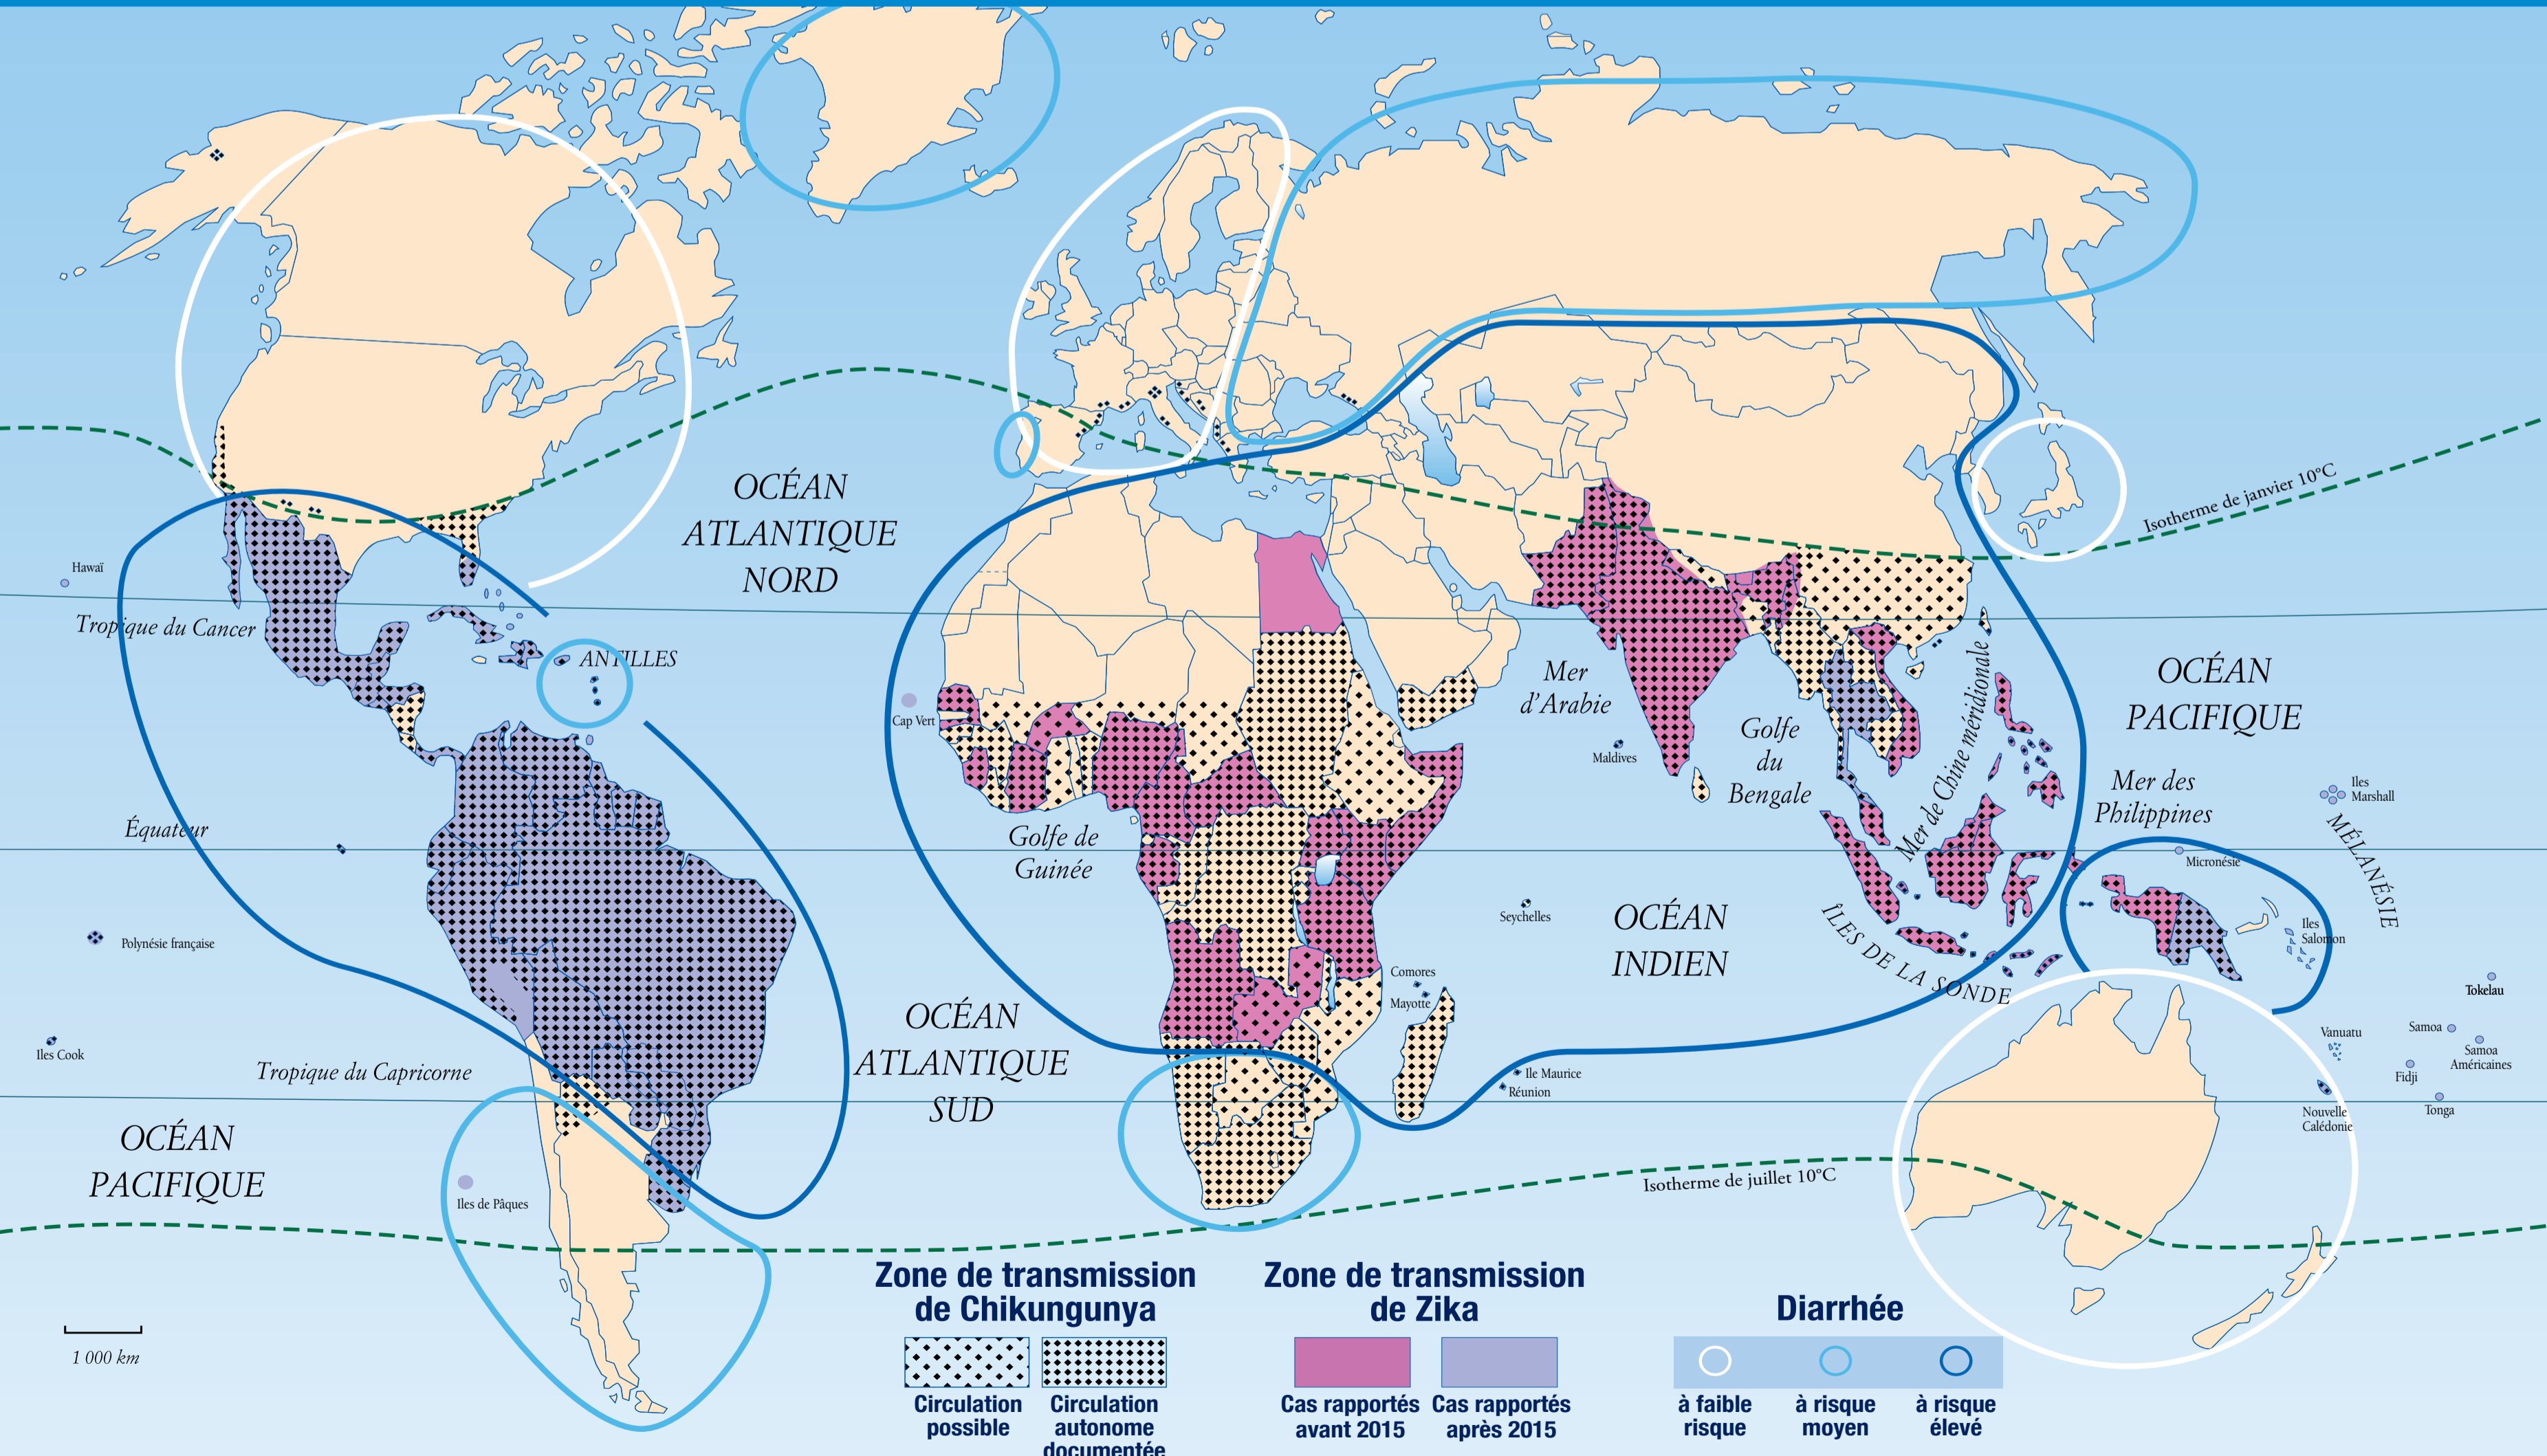 OCÉAN
ATLANTIQUE
NORD
Isotherme de janvier 10°C
Hawaï
Tropique du Cancer
ANTILLES
Mer
d'Arabie
OCÉAN
PACIFIQUE
Cap Vert
Maldives
Golfe
du
Bengale
Mer de Chine méridionale
Mer des
Philippines
Iles
Marshall
MÉLANÉSIE
Équateur
Golfe de
Guinée
Micronésie
Polynésie française
Seychelles
OCÉAN
INDIEN
ÎLES DE LA SONDE
Iles
Salomon
Comores
Mayotte
Tokelau
OCÉAN
ATLANTIQUE
SUD
Iles Cook
Tropique du Capricorne
Ile Maurice
Réunion
Vanuatu
Samoa
Samoa
Américaines
Fidji
Tonga
Nouvelle
Calédonie
OCÉAN
PACIFIQUE
Iles de Pâques
Isotherme de juillet 10°C
1 000 km
Zone de transmission
de Chikungunya
Circulation
possible
Circulation
autonome
documentée
Zone de transmission
de Zika
Cas rapportés
avant 2015
Cas rapportés
après 2015
Diarrhée
à faible
risque
à risque
moyen
à risque
élevé